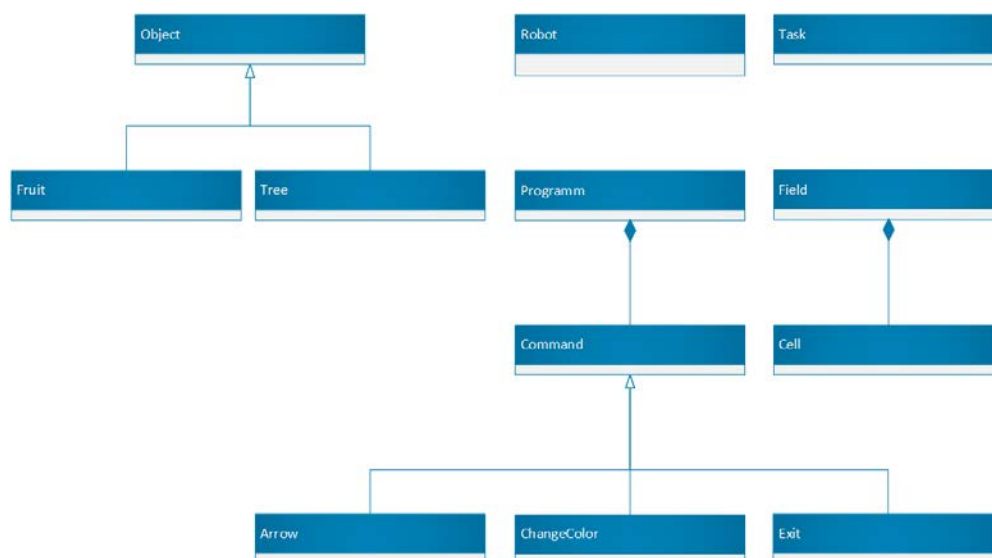 Object
Robot
Task
Fruit
Tree
Programm
Field
Command
Cell
Arrow
ChangeColor
Exit